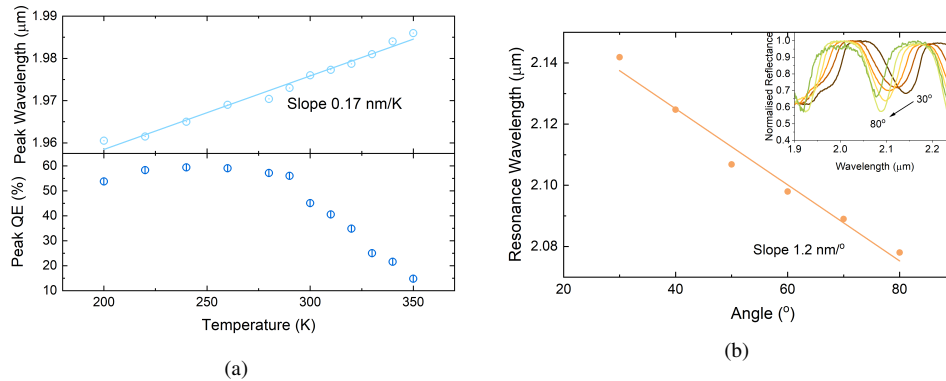 1.99
1.98
1.97
1.96
Peak Wavelength (μm)
Slope 0.17 nm/K
60
50
40
30
20
10
Peak QE (%)
200
250
300
350
Temperature (K)
(a)
2.14
2.12
2.10
2.08
Resonance Wavelength (μm)
Slope 1.2 nm/º
20
40
60
80
Angle (º)
1.0
0.9
0.8
0.7
0.6
0.5
0.4
Normalised Reflectance
30º
80º
1.9
2.0
2.1
2.2
Wavelength (μm)
(b)